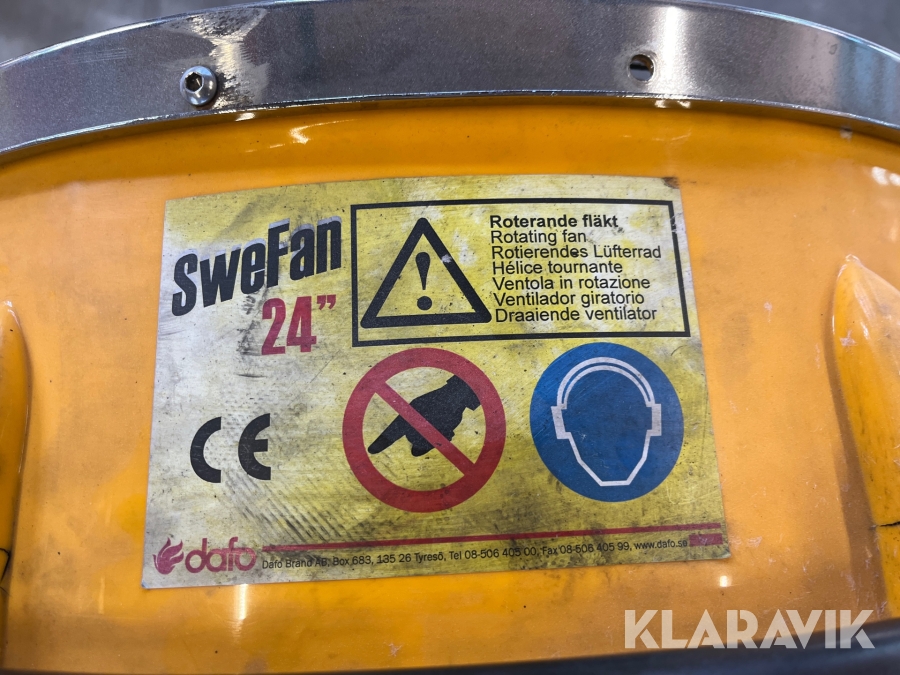 SweFan
24”
Roterande fläkt
Rotating fan
Rotierendes Lüfterrad
Hélice tournante
Ventola in rotazione
Ventilador giratorio
Draaiende ventilator
CE
dafo
Dafo Brand AB, Box 683, 135 26 Tyresö, Tel 08-506 405 00, Fax 08-506 405 99, www.dafo.se
KLARAVIK